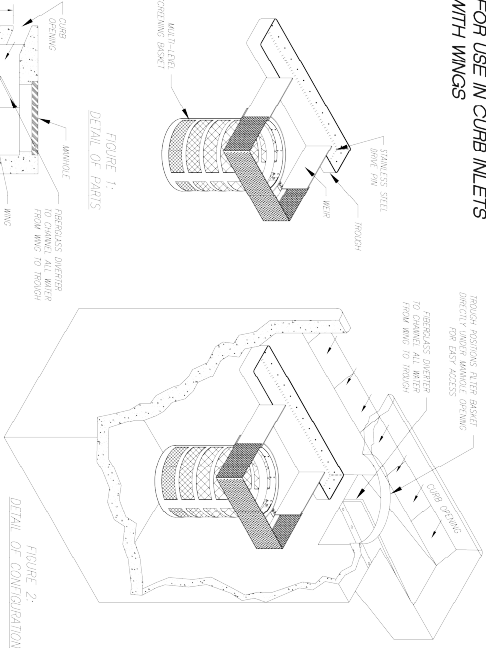 FOR USE IN CURB INLETS
WITH WINGS
STAINLESS STEEL
DRIVE PIN
TROUGH
WEIR
MULTI-LEVEL
SCREENING BASKET
FIGURE 1:
DETAIL OF PARTS
CURB
OPENING
MANHOLE
FIBERGLASS DIVERTER
TO CHANNEL ALL WATER
FROM WING TO TROUGH
WING
TROUGH POSITIONS FILTER BASKET
DIRECTLY UNDER MANHOLE OPENING
FOR EASY ACCESS
FIBERGLASS DIVERTER
TO CHANNEL ALL WATER
FROM WING TO TROUGH
CURB OPENING
FIGURE 2:
DETAIL OF CONFIGURATION